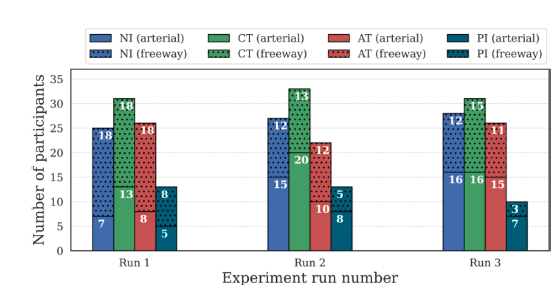 NI (arterial) CT (arterial) AT (arterial) PI (arterial)
NI (freeway) CT (freeway) AT (freeway) PI (freeway)
Number of participants
35
30
25
20
15
10
5
0
18 18 18 8
7 13 8 5
12 13 12 5
15 20 10 8
12 15 11 3
16 16 15 7
Run 1 Run 2 Run 3
Experiment run number